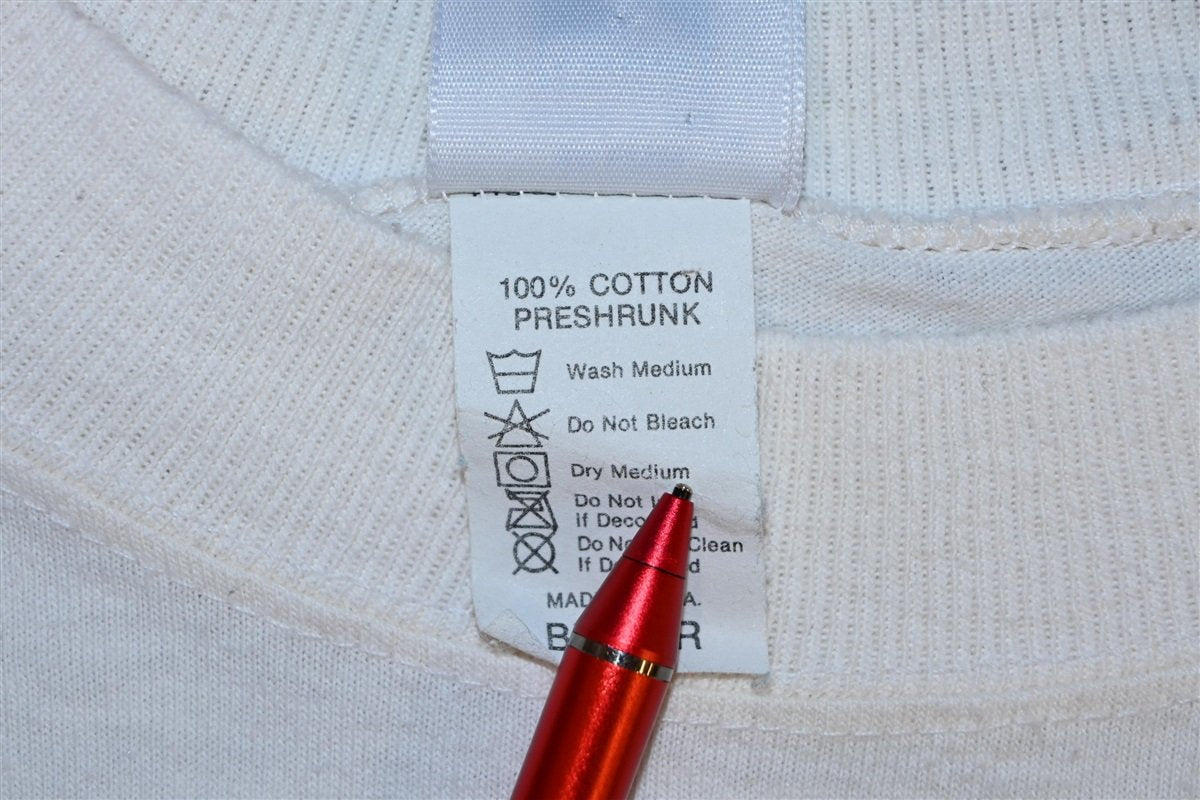 100% COTTON
PRESHRUNK
Wash Medium
Do Not Bleach
Dry Medium
Do Not
If
Do Clean
If